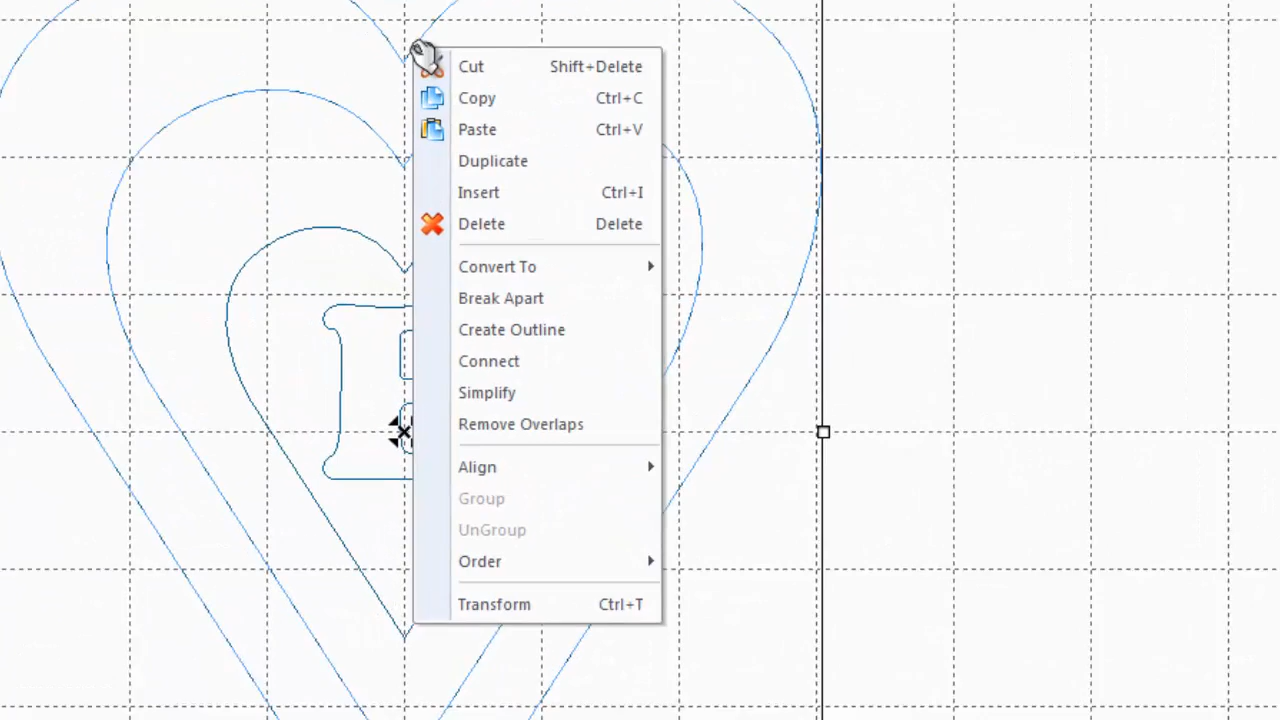 Cut Shift+Delete
Copy Ctrl+C
Paste Ctrl+V
Duplicate
Insert Ctrl+I
Delete Delete
Convert To
Break Apart
Create Outline
Connect
Simplify
Remove Overlaps
Align
Group
UnGroup
Order
Transform Ctrl+T